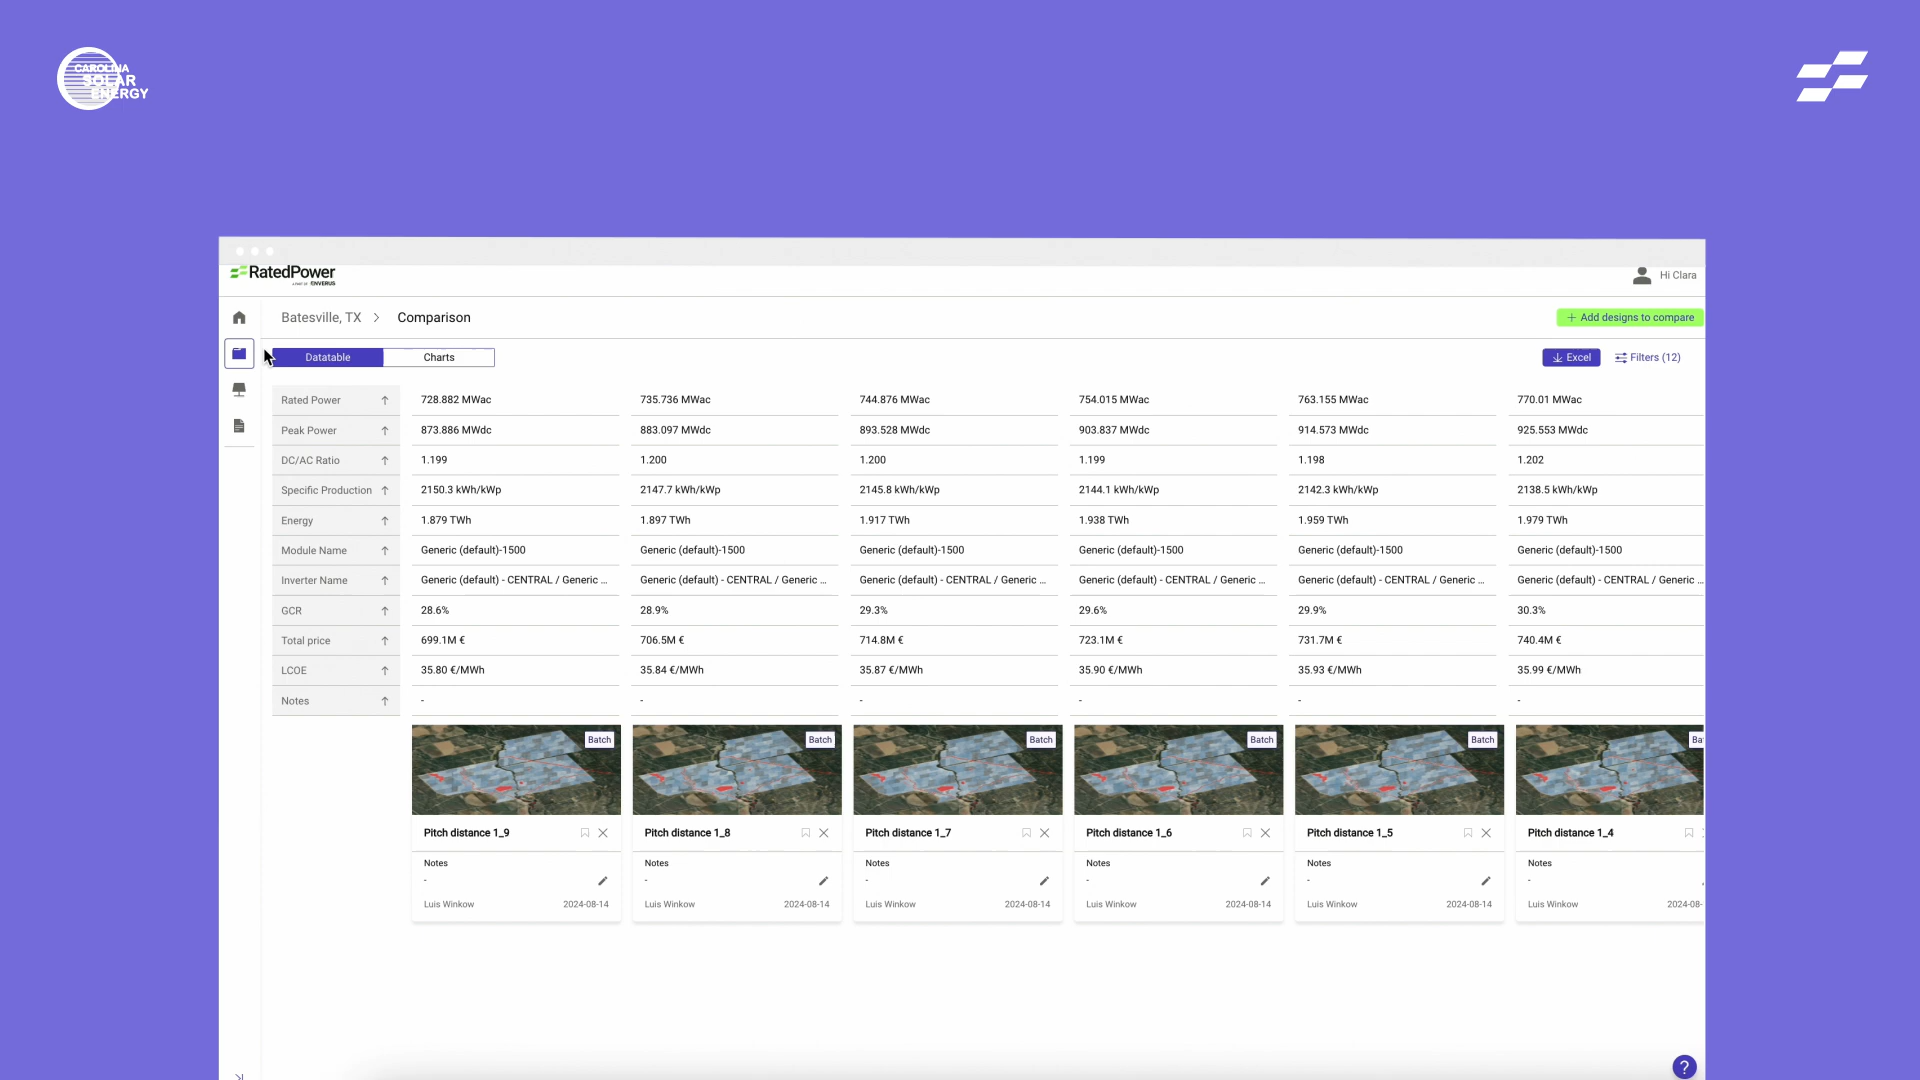 CAROLINA
SOLAR
ENERGY
RatedPower
A PART OF ENVERUS
Hi Clara
Batesville, TX > Comparison
+ Add designs to compare
Datatable Charts
Excel Filters (12)
Rated Power 728.882 MWac 735.736 MWac 744.876 MWac 754.015 MWac 763.155 MWac 770.01 MWac
Peak Power 873.886 MWdc 883.097 MWdc 893.528 MWdc 903.837 MWdc 914.573 MWdc 925.553 MWdc
DC/AC Ratio 1.199 1.200 1.200 1.199 1.198 1.202
Specific Production 2150.3 kWh/kWp 2147.7 kWh/kWp 2145.8 kWh/kWp 2144.1 kWh/kWp 2142.3 kWh/kWp 2138.5 kWh/kWp
Energy 1.879 TWh 1.897 TWh 1.917 TWh 1.938 TWh 1.959 TWh 1.979 TWh
Module Name Generic (default)-1500 Generic (default)-1500 Generic (default)-1500 Generic (default)-1500 Generic (default)-1500 Generic (default)-1500
Inverter Name Generic (default) - CENTRAL / Generic ... Generic (default) - CENTRAL / Generic ... Generic (default) - CENTRAL / Generic ... Generic (default) - CENTRAL / Generic ... Generic (default) - CENTRAL / Generic ... Generic (default) - CENTRAL / Generic ...
GCR 28.6% 28.9% 29.3% 29.6% 29.9% 30.3%
Total price 699.1M € 706.5M € 714.8M € 723.1M € 731.7M € 740.4M €
LCOE 35.80 €/MWh 35.84 €/MWh 35.87 €/MWh 35.90 €/MWh 35.93 €/MWh 35.99 €/MWh
Notes - - - - - -
Batch Batch Batch Batch Batch Bat
Pitch distance 1_9 Pitch distance 1_8 Pitch distance 1_7 Pitch distance 1_6 Pitch distance 1_5 Pitch distance 1_4
Notes Notes Notes Notes Notes Notes
- - - - - -
Luis Winkow 2024-08-14 Luis Winkow 2024-08-14 Luis Winkow 2024-08-14 Luis Winkow 2024-08-14 Luis Winkow 2024-08-14 Luis Winkow 2024-08-
?